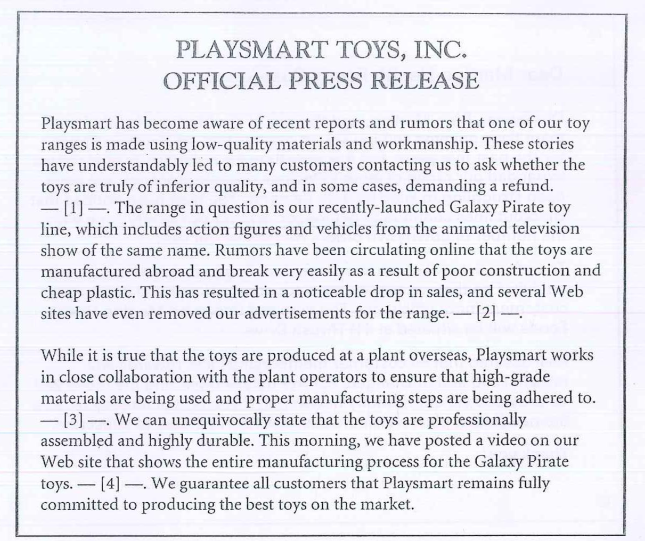 PLAYSMART TOYS, INC.
OFFICIAL PRESS RELEASE
Playsmart has become aware of recent reports and rumors that one of our toy
ranges is made using low-quality materials and workmanship. These stories
have understandably led to many customers contacting us to ask whether the
toys are truly of inferior quality, and in some cases, demanding a refund.
— [1] —. The range in question is our recently-launched Galaxy Pirate toy
line, which includes action figures and vehicles from the animated television
show of the same name. Rumors have been circulating online that the toys are
manufactured abroad and break very easily as a result of poor construction and
cheap plastic. This has resulted in a noticeable drop in sales, and several Web
sites have even removed our advertisements for the range. — [2] —.
While it is true that the toys are produced at a plant overseas, Playsmart works
in close collaboration with the plant operators to ensure that high-grade
materials are being used and proper manufacturing steps are being adhered to.
— [3] —. We can unequivocally state that the toys are professionally
assembled and highly durable. This morning, we have posted a video on our
Web site that shows the entire manufacturing process for the Galaxy Pirate
toys. — [4] —. We guarantee all customers that Playsmart remains fully
committed to producing the best toys on the market.